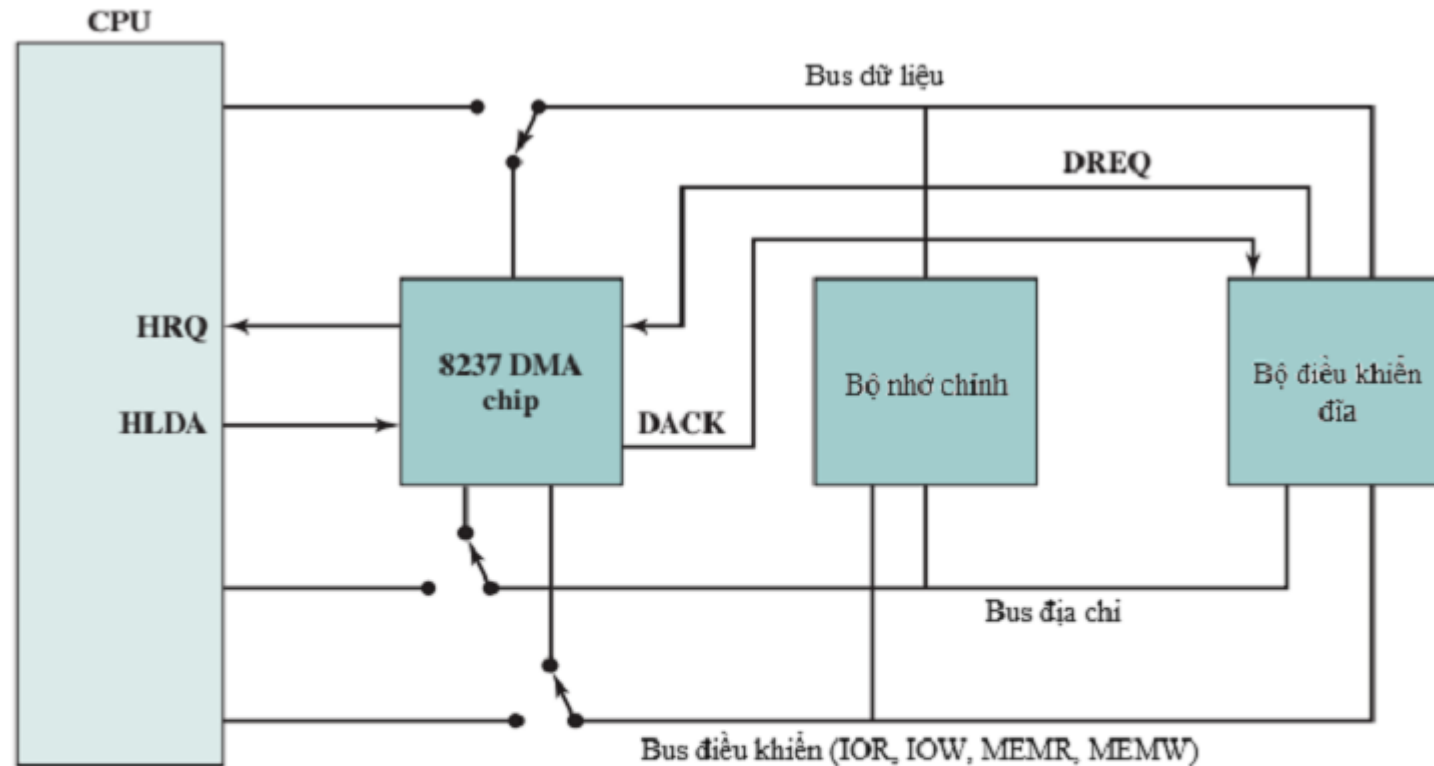 CPU
Bus dữ liệu
DREQ
HRQ
8237 DMA
chip
Bộ nhớ chính
Bộ điều khiển
đĩa
HLDA
DACK
Bus địa chỉ
Bus điều khiển (IOR, IOW, MEMR, MEMW)